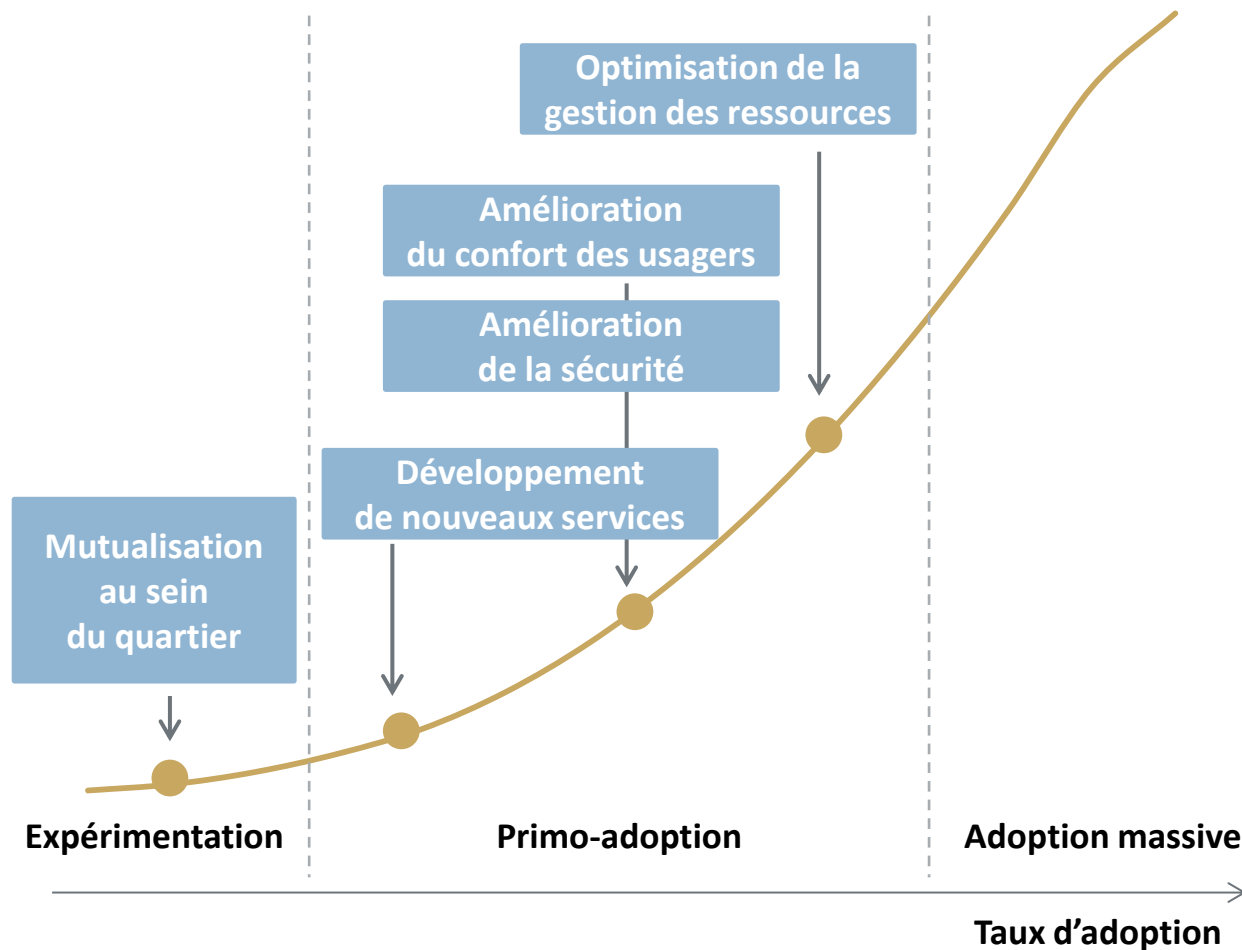 Optimisation de la
gestion des ressources
Amélioration
du confort des usagers
Amélioration
de la sécurité
Développement
de nouveaux services
Mutualisation
au sein
du quartier
Expérimentation
Primo-adoption
Adoption massive
Taux d’adoption